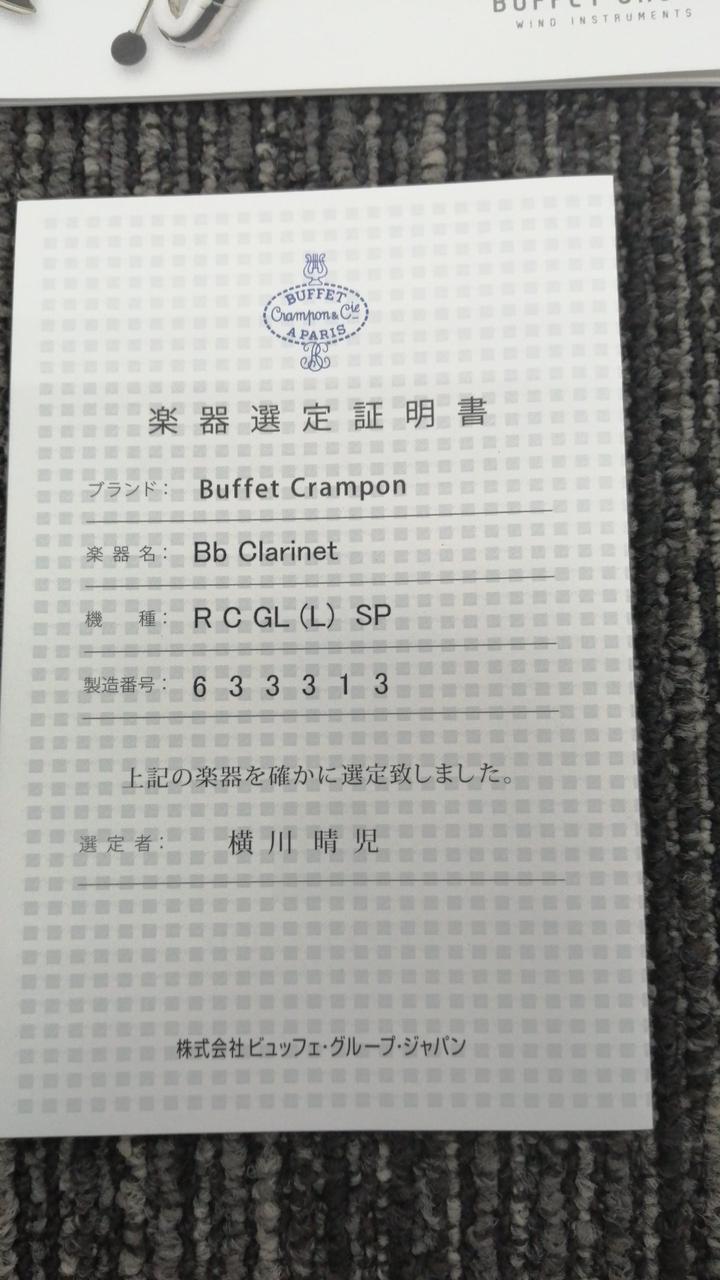 WIND INSTRUMENTS
BUFFET
Crampon & Cie
A PARIS
楽器選定証明書
ブランド： Buffet Crampon
楽器名： Bb Clarinet
機 種： R C GL (L) SP
製造番号： 6 3 3 3 1 3
上記の楽器を確かに選定致しました。
選定者： 横川晴児
株式会社ビュッフェ・グループ・ジャパン